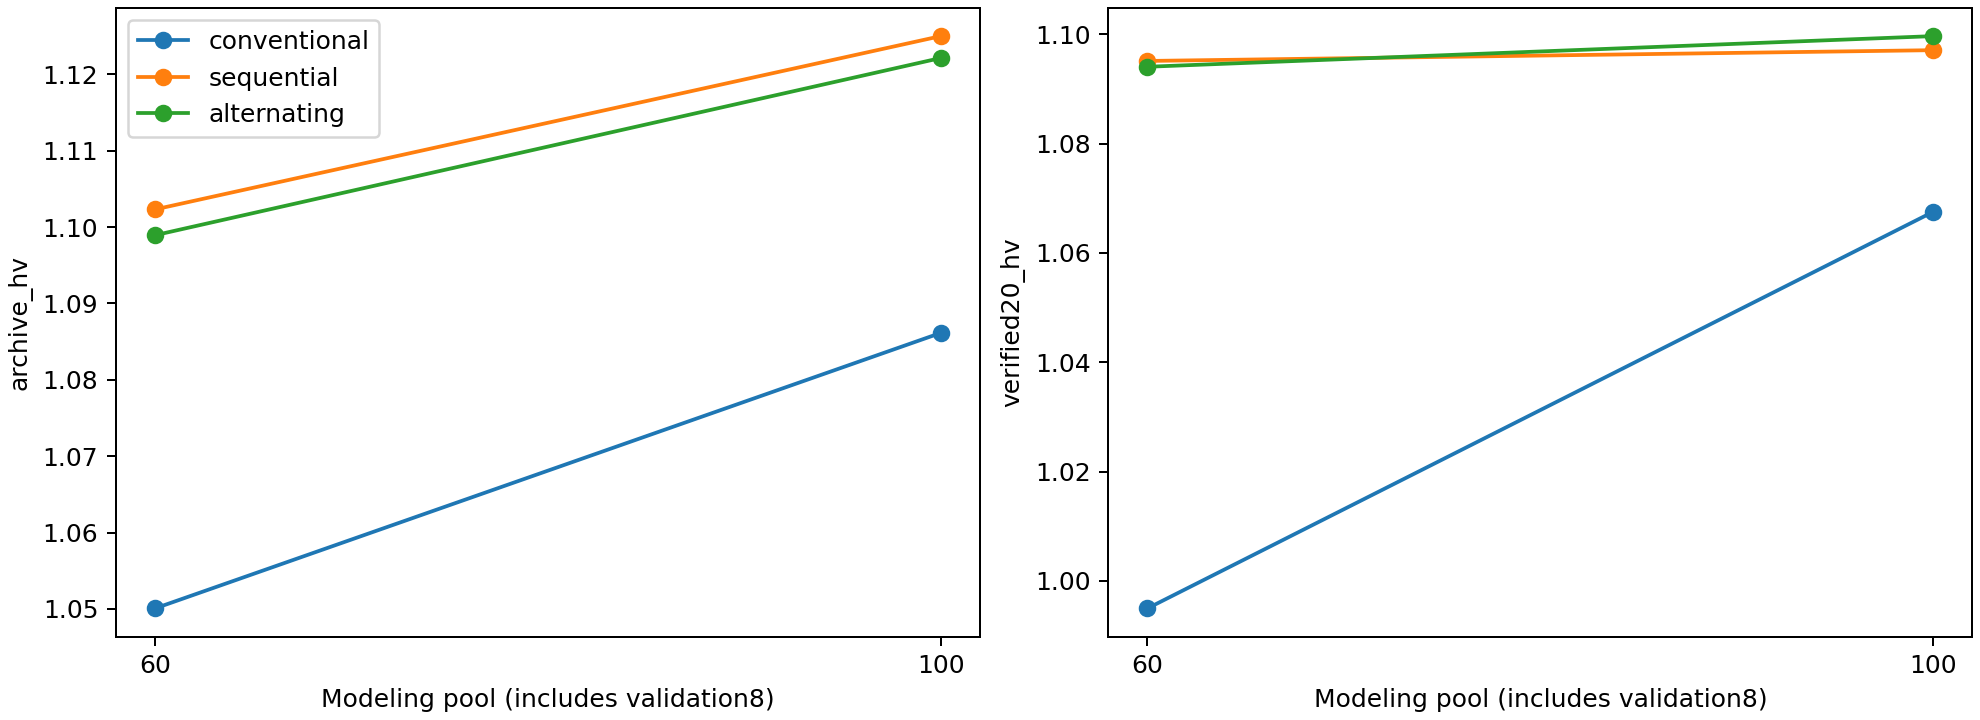 conventional
sequential
alternating
1.12
1.11
1.10
1.09
1.08
1.07
1.06
1.05
archive_hv
60
100
Modeling pool (includes validation8)
1.10
1.08
1.06
1.04
1.02
1.00
verified20_hv
60
100
Modeling pool (includes validation8)